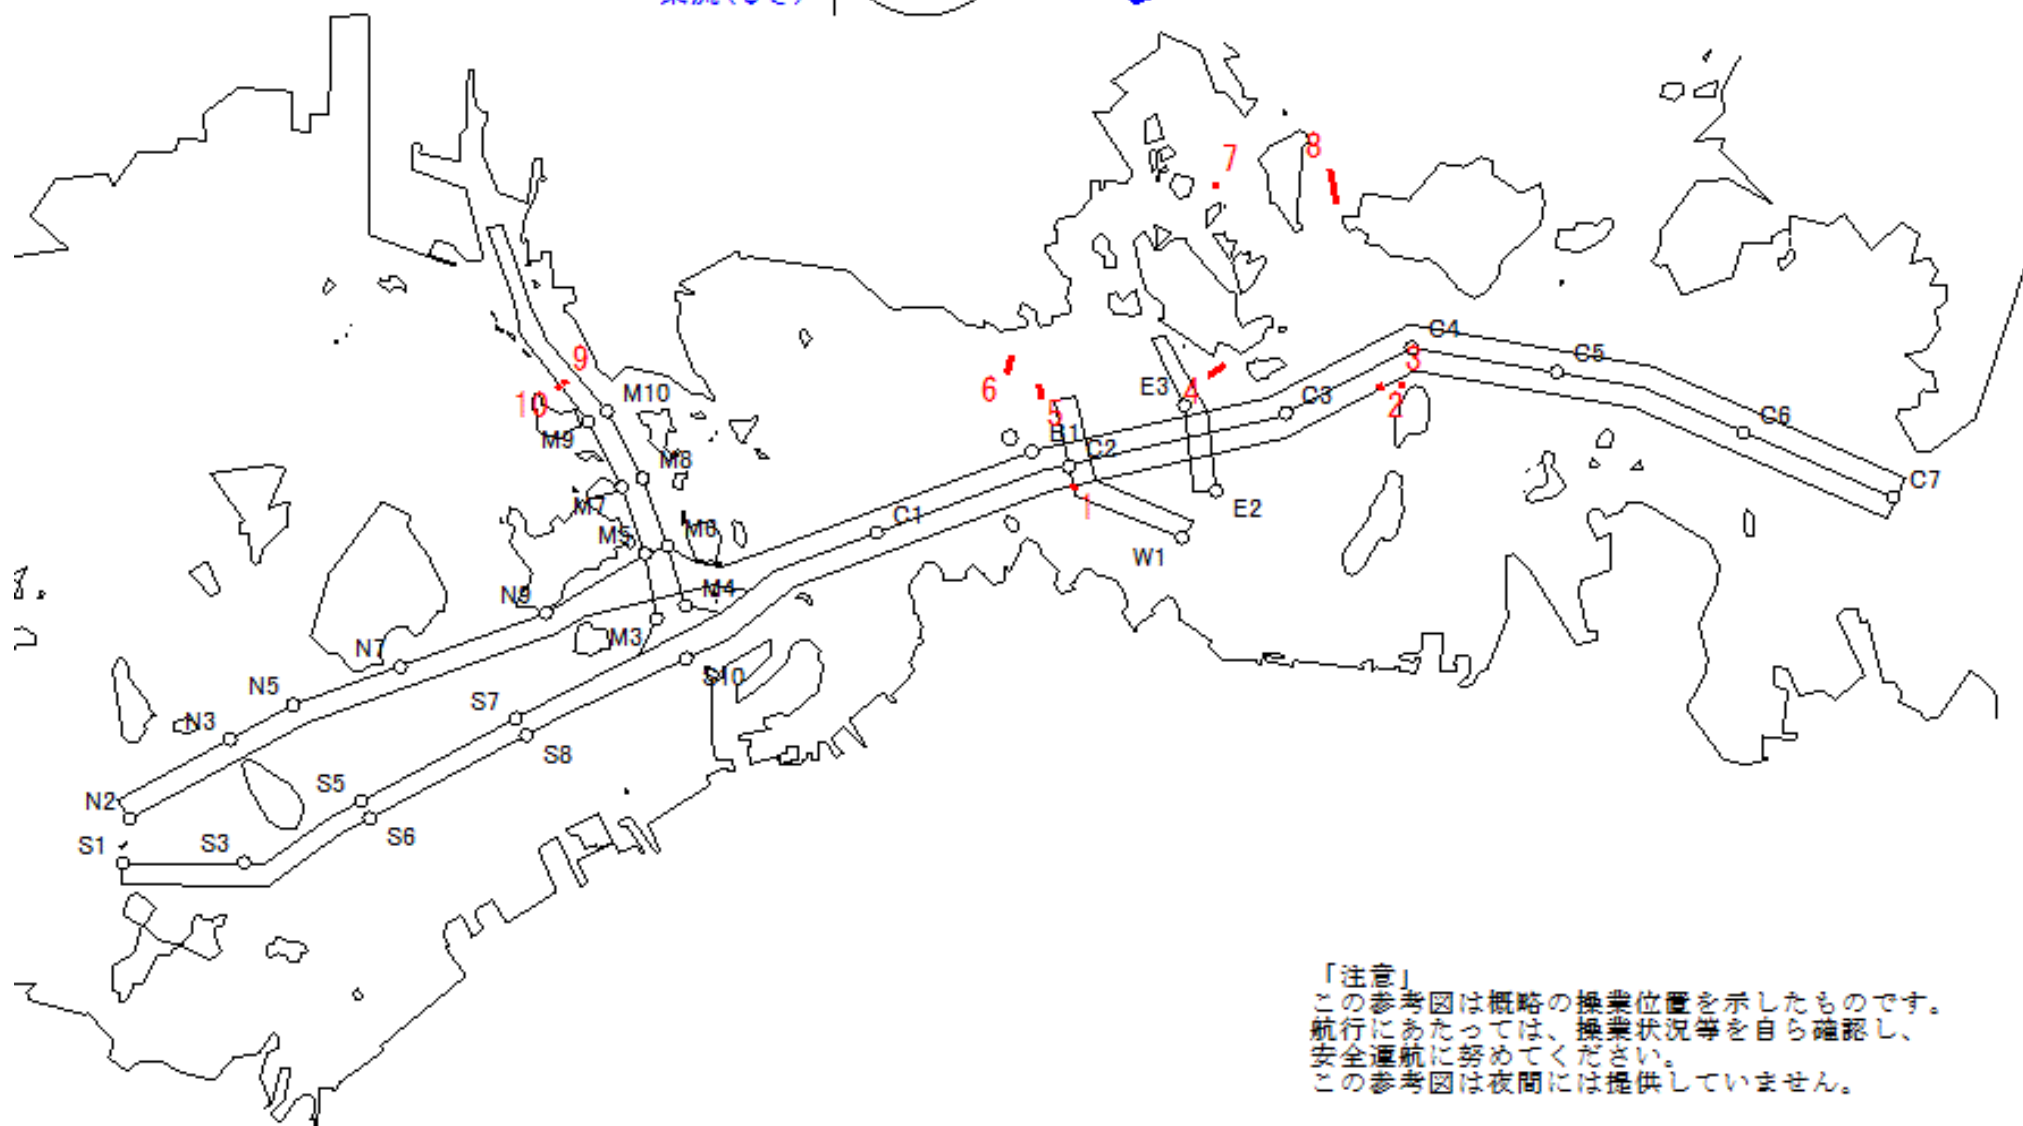 8
7
C4
3
C5
9
6
E3
4
2
10
M10
5
C3
C6
M9
B1
C2
M8
C7
M7
1
E2
C1
M5
M6
W1
N9
M4
M3
N7
S10
N5
S7
N3
S8
S5
N2
S6
S1
S3
「注意」
この参考図は概略の操業位置を示したものです。
航行にあたっては、操業状況等を自ら確認し、
安全運航に努めてください。
この参考図は夜間には提供していません。